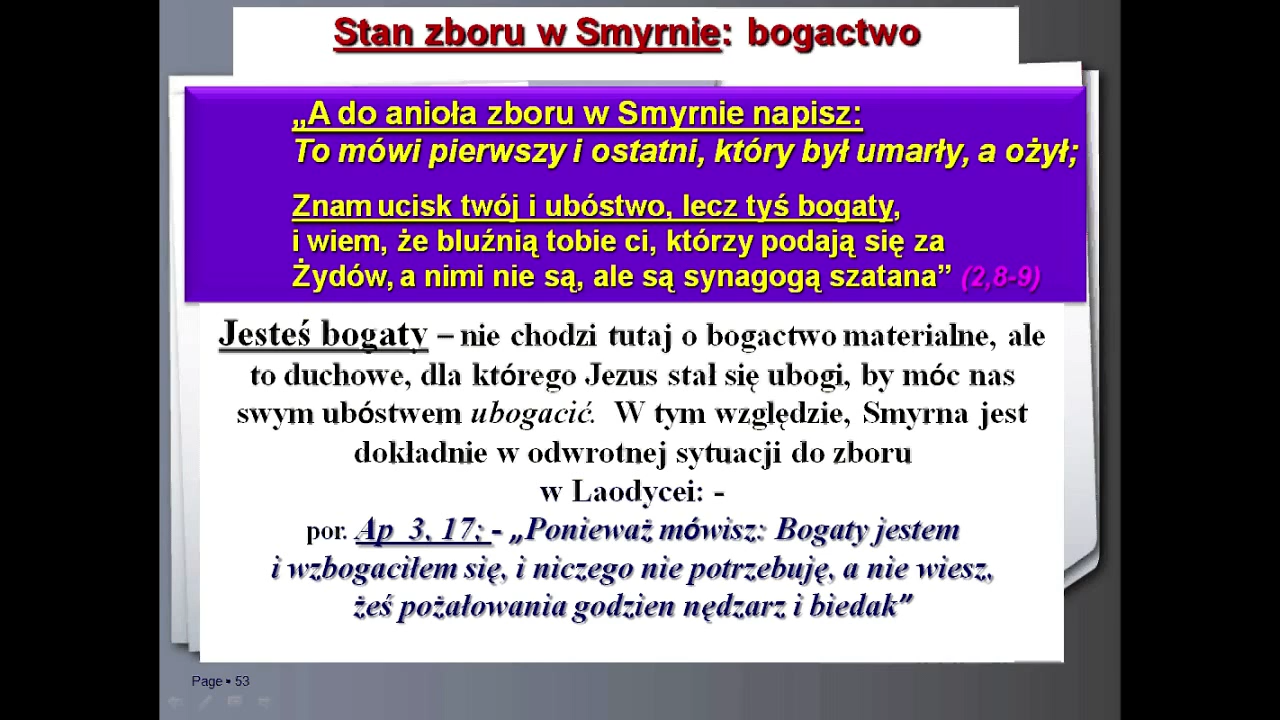 Stan zboru w Smyrnie: bogactwo
„A do anioła zboru w Smyrnie napisz:
To mówi pierwszy i ostatni, który był umarły, a ożył;
Znam ucisk twój i ubóstwo, lecz tyś bogaty,
i wiem, że bluźnią tobie ci, którzy podają się za
Żydów, a nimi nie są, ale są synagogą szatana” (2,8-9)
Jesteś bogaty – nie chodzi tutaj o bogactwo materialne, ale
to duchowe, dla którego Jezus stał się ubogi, by móc nas
swym ubóstwem ubogacić. W tym względzie, Smyrna jest
dokładnie w odwrotnej sytuacji do zboru
w Laodycei: -
por. Ap 3, 17; - „Ponieważ mówisz: Bogaty jestem
i wzbogaciłem się, i niczego nie potrzebuję, a nie wiesz,
żeś pożałowania godzien nędzarz i biedak”
Page ▪ 53